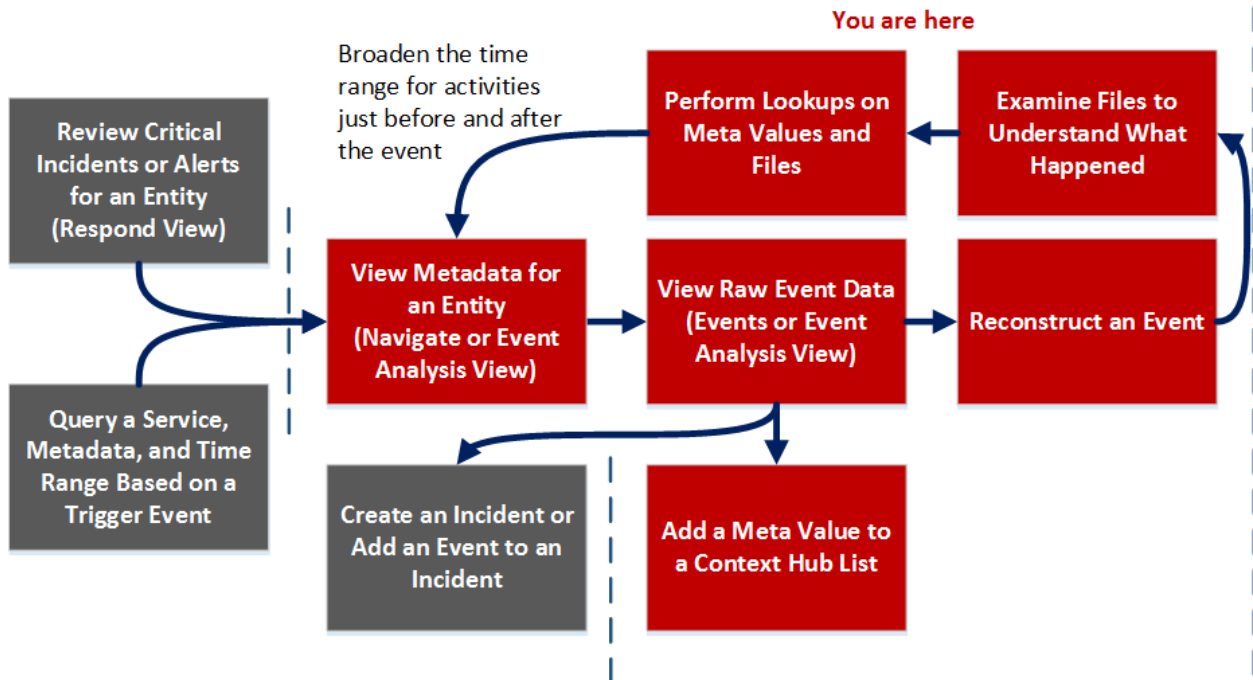 You are here
Broaden the time
range for activities
just before and after
the event
Perform Lookups on
Meta Values and
Files
Examine Files to
Understand What
Happened
Review Critical
Incidents or Alerts
for an Entity
(Respond View)
View Metadata for
an Entity
(Navigate or Event
Analysis View)
View Raw Event Data
(Events or Event
Analysis View)
Reconstruct an Event
Query a Service,
Metadata, and Time
Range Based on a
Trigger Event
Create an Incident or
Add an Event to an
Incident
Add a Meta Value to
a Context Hub List